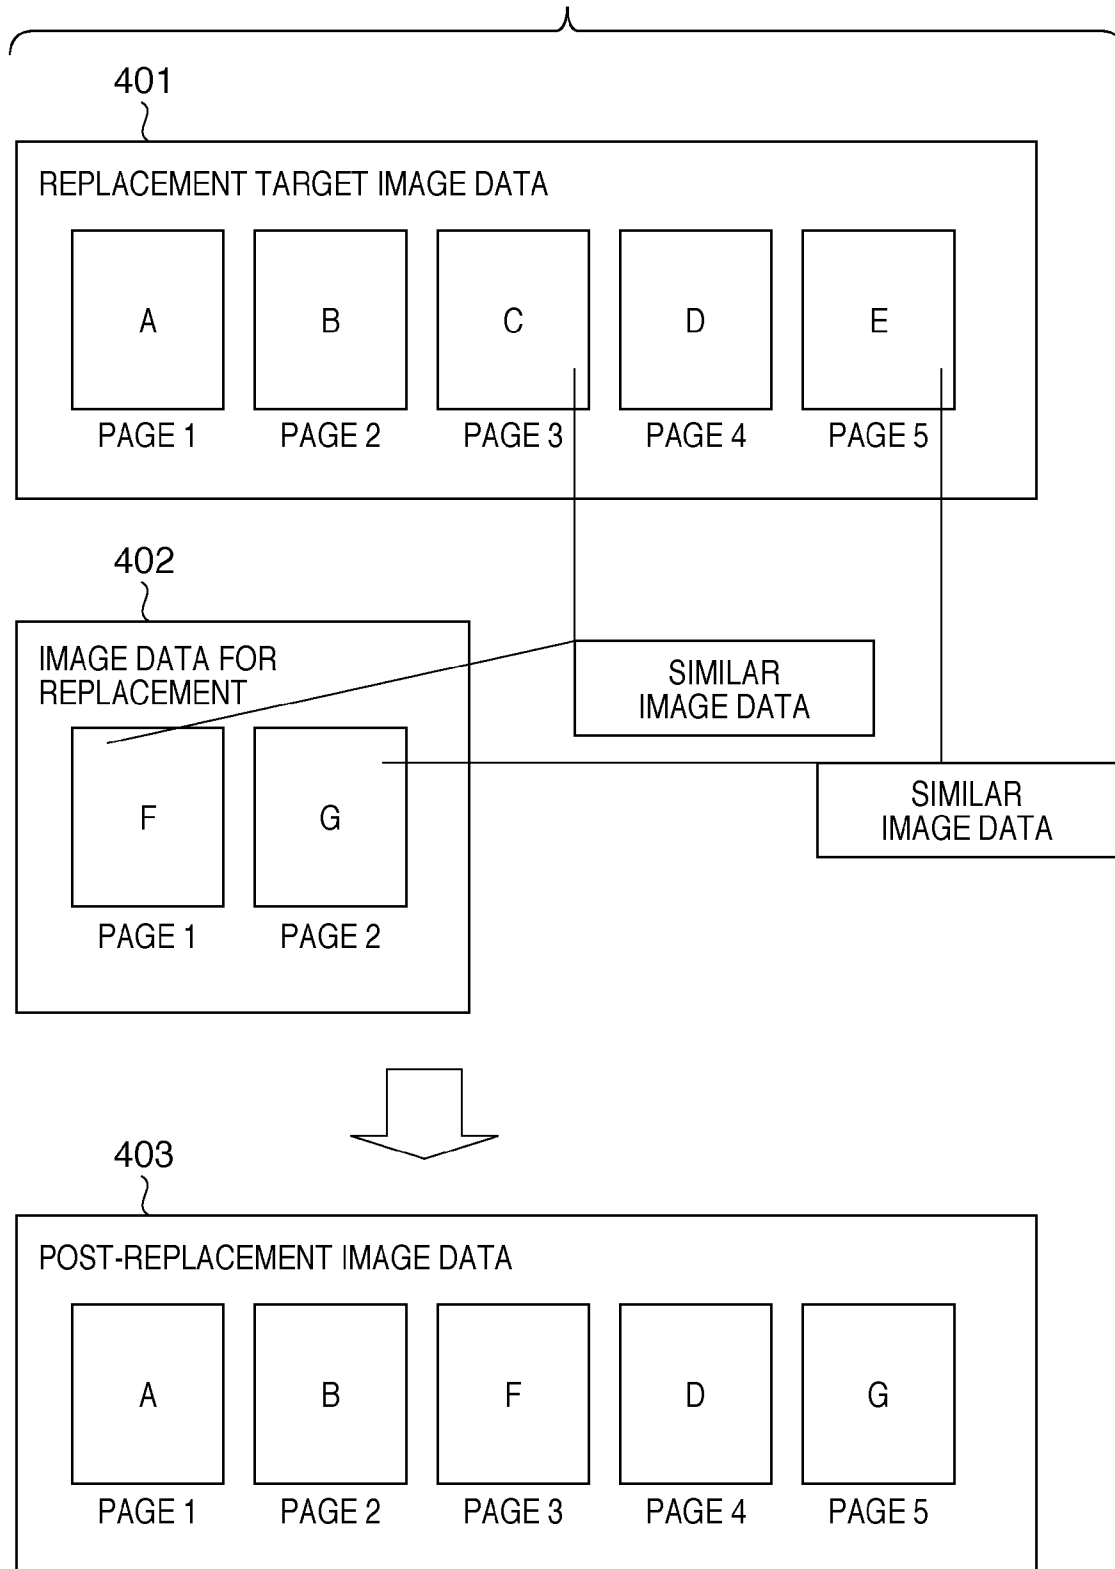 401
REPLACEMENT TARGET IMAGE DATA
A B C D E
PAGE 1 PAGE 2 PAGE 3 PAGE 4 PAGE 5
402
IMAGE DATA FOR
REPLACEMENT
SIMILAR
IMAGE DATA
F G
SIMILAR
IMAGE DATA
PAGE 1 PAGE 2
403
POST-REPLACEMENT IMAGE DATA
A B F D G
PAGE 1 PAGE 2 PAGE 3 PAGE 4 PAGE 5